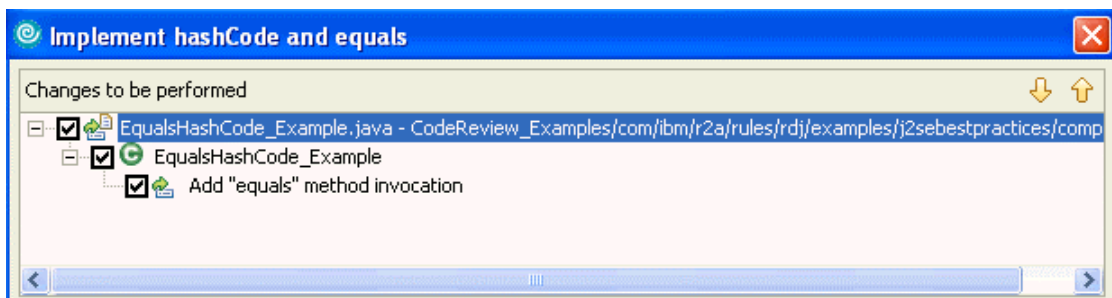 Implement hashCode and equals
Changes to be performed
EqualsHashCode_Example.java - CodeReview_Examples/com/ibm/r2a/rules/rdj/examples/j2sebestpractices/comp
EqualsHashCode_Example
Add "equals" method invocation